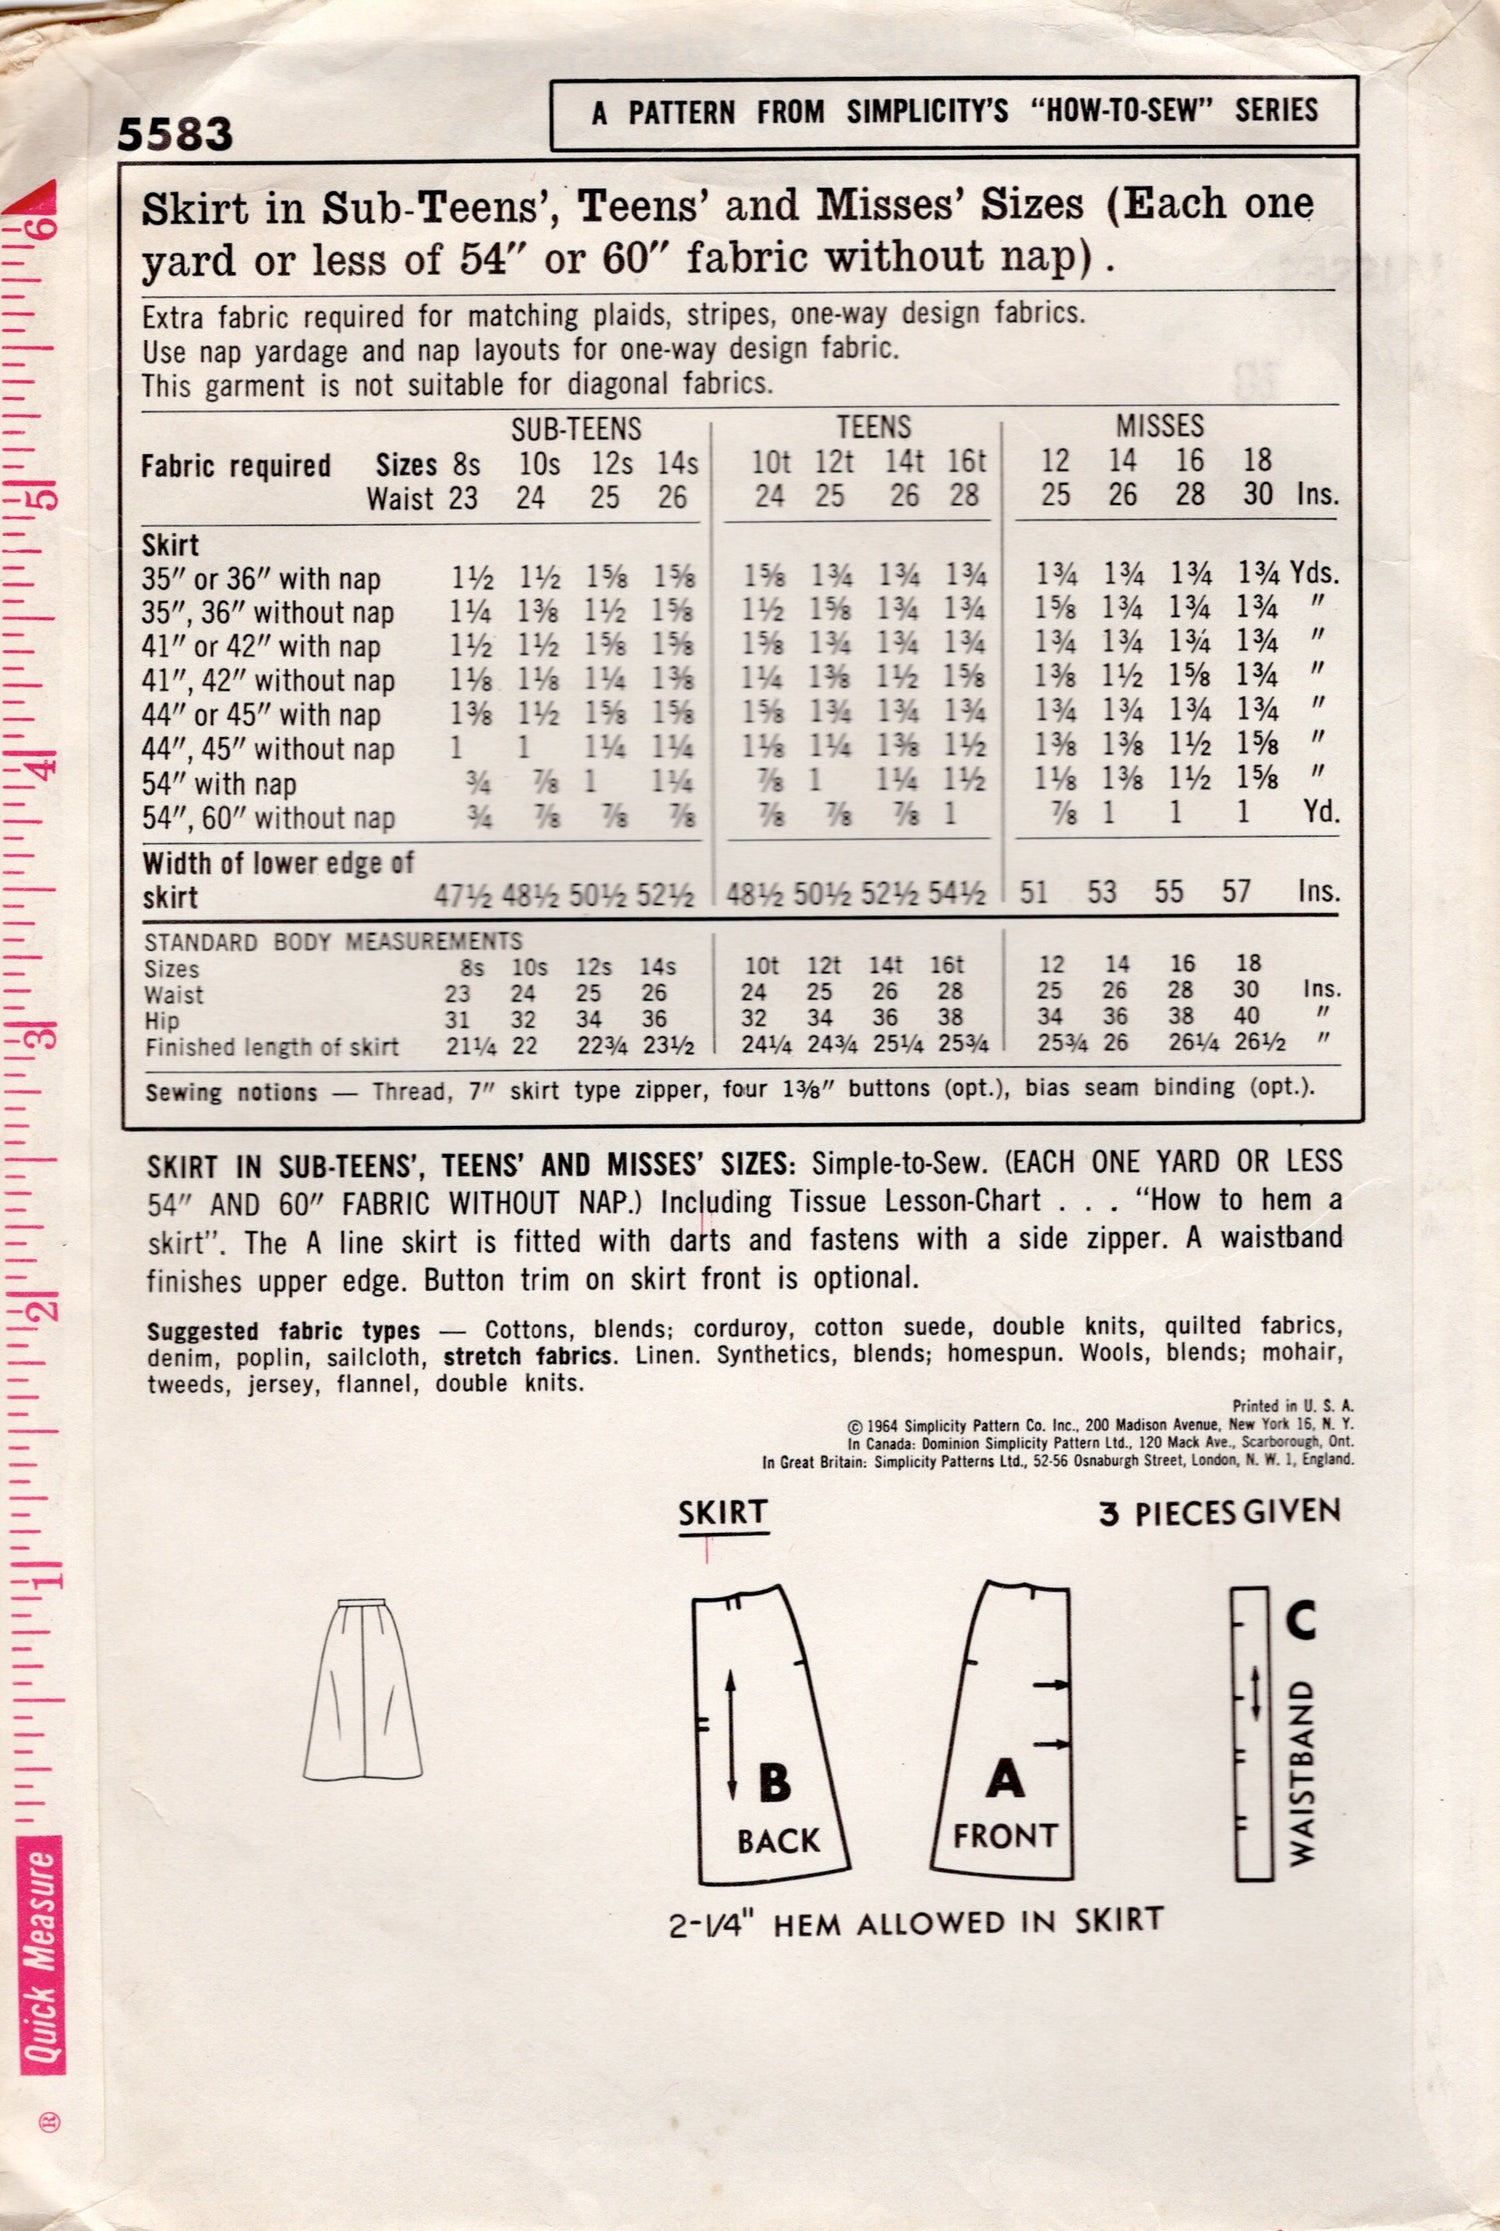 5583
A PATTERN FROM SIMPLICITY'S "HOW-TO-SEW" SERIES
Skirt in Sub-Teens', Teens' and Misses' Sizes (Each one
yard or less of 54" or 60" fabric without nap).
Extra fabric required for matching plaids, stripes, one-way design fabrics.
Use nap yardage and nap layouts for one-way design fabric.
This garment is not suitable for diagonal fabrics.
SUB-TEENS TEENS MISSES
Fabric required Sizes 8s 10s 12s 14s 10t 12t 14t 16t 12 14 16 18
Waist 23 24 25 26 24 25 26 28 25 26 28 30 Ins.
Skirt
35" or 36" with nap 1½ 1½ 1⅝ 1⅝ 1⅝ 1¾ 1¾ 1¾ 1¾ 1¾ 1¾ 1¾ Yds.
35", 36" without nap 1¼ 1⅜ 1½ 1⅝ 1½ 1⅝ 1¾ 1¾ 1⅝ 1¾ 1¾ 1¾ "
41" or 42" with nap 1½ 1½ 1⅝ 1⅝ 1⅝ 1¾ 1¾ 1¾ 1¾ 1¾ 1¾ 1¾ "
41", 42" without nap 1⅛ 1⅛ 1¼ 1⅜ 1¼ 1⅜ 1½ 1⅝ 1⅜ 1½ 1⅝ 1¾ "
44" or 45" with nap 1⅜ 1½ 1⅝ 1⅝ 1⅝ 1¾ 1¾ 1¾ 1¾ 1¾ 1¾ 1¾ "
44", 45" without nap 1 1 1¼ 1¼ 1⅛ 1¼ 1⅜ 1½ 1⅜ 1⅜ 1½ 1⅝ "
54" with nap ¾ ⅞ 1 1¼ ⅞ 1 1¼ 1½ 1⅛ 1⅜ 1½ 1⅝ "
54", 60" without nap ¾ ⅞ ⅞ ⅞ ⅞ ⅞ ⅞ 1 ⅞ 1 1 1 Yd.
Width of lower edge of
skirt 47½ 48½ 50½ 52½ 48½ 50½ 52½ 54½ 51 53 55 57 Ins.
STANDARD BODY MEASUREMENTS
Sizes 8s 10s 12s 14s 10t 12t 14t 16t 12 14 16 18
Waist 23 24 25 26 24 25 26 28 25 26 28 30 Ins.
Hip 31 32 34 36 32 34 36 38 34 36 38 40 "
Finished length of skirt 21¼ 22 22¾ 23½ 24¼ 24¾ 25¼ 25¾ 25¾ 26 26¼ 26½ "
Sewing notions — Thread, 7" skirt type zipper, four 1⅜" buttons (opt.), bias seam binding (opt.).
SKIRT IN SUB-TEENS', TEENS' AND MISSES' SIZES: Simple-to-Sew. (EACH ONE YARD OR LESS
54" AND 60" FABRIC WITHOUT NAP.) Including Tissue Lesson-Chart . . . "How to hem a
skirt". The A line skirt is fitted with darts and fastens with a side zipper. A waistband
finishes upper edge. Button trim on skirt front is optional.
Suggested fabric types — Cottons, blends; corduroy, cotton suede, double knits, quilted fabrics,
denim, poplin, sailcloth, stretch fabrics. Linen. Synthetics, blends; homespun. Wools, blends; mohair,
tweeds, jersey, flannel, double knits.
Printed in U. S. A.
© 1964 Simplicity Pattern Co. Inc., 200 Madison Avenue, New York 16, N. Y.
In Canada: Dominion Simplicity Pattern Ltd., 120 Mack Ave., Scarborough, Ont.
In Great Britain: Simplicity Patterns Ltd., 52-56 Osnaburgh Street, London, N. W. 1, England.
SKIRT 3 PIECES GIVEN
B
BACK
A
FRONT
C
WAISTBAND
2-1/4" HEM ALLOWED IN SKIRT
6
5
4
3
2
1
Quick Measure
®